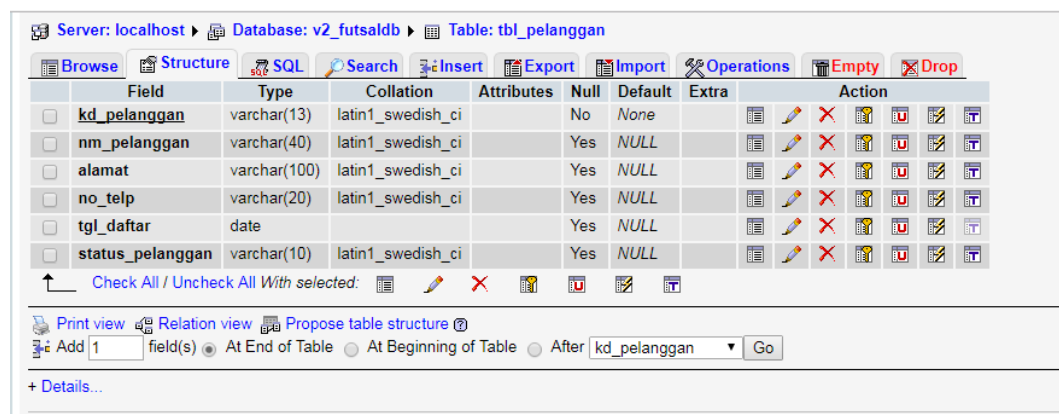 Server: localhost ▸ Database: v2_futsaldb ▸ Table: tbl_pelanggan
Browse Structure SQL Search Insert Export Import Operations Empty Drop
Field Type Collation Attributes Null Default Extra Action
kd_pelanggan varchar(13) latin1_swedish_ci No None
nm_pelanggan varchar(40) latin1_swedish_ci Yes NULL
alamat varchar(100) latin1_swedish_ci Yes NULL
no_telp varchar(20) latin1_swedish_ci Yes NULL
tgl_daftar date Yes NULL
status_pelanggan varchar(10) latin1_swedish_ci Yes NULL
Check All / Uncheck All With selected:
Print view Relation view Propose table structure
Add 1 field(s) At End of Table At Beginning of Table After kd_pelanggan Go
+ Details...